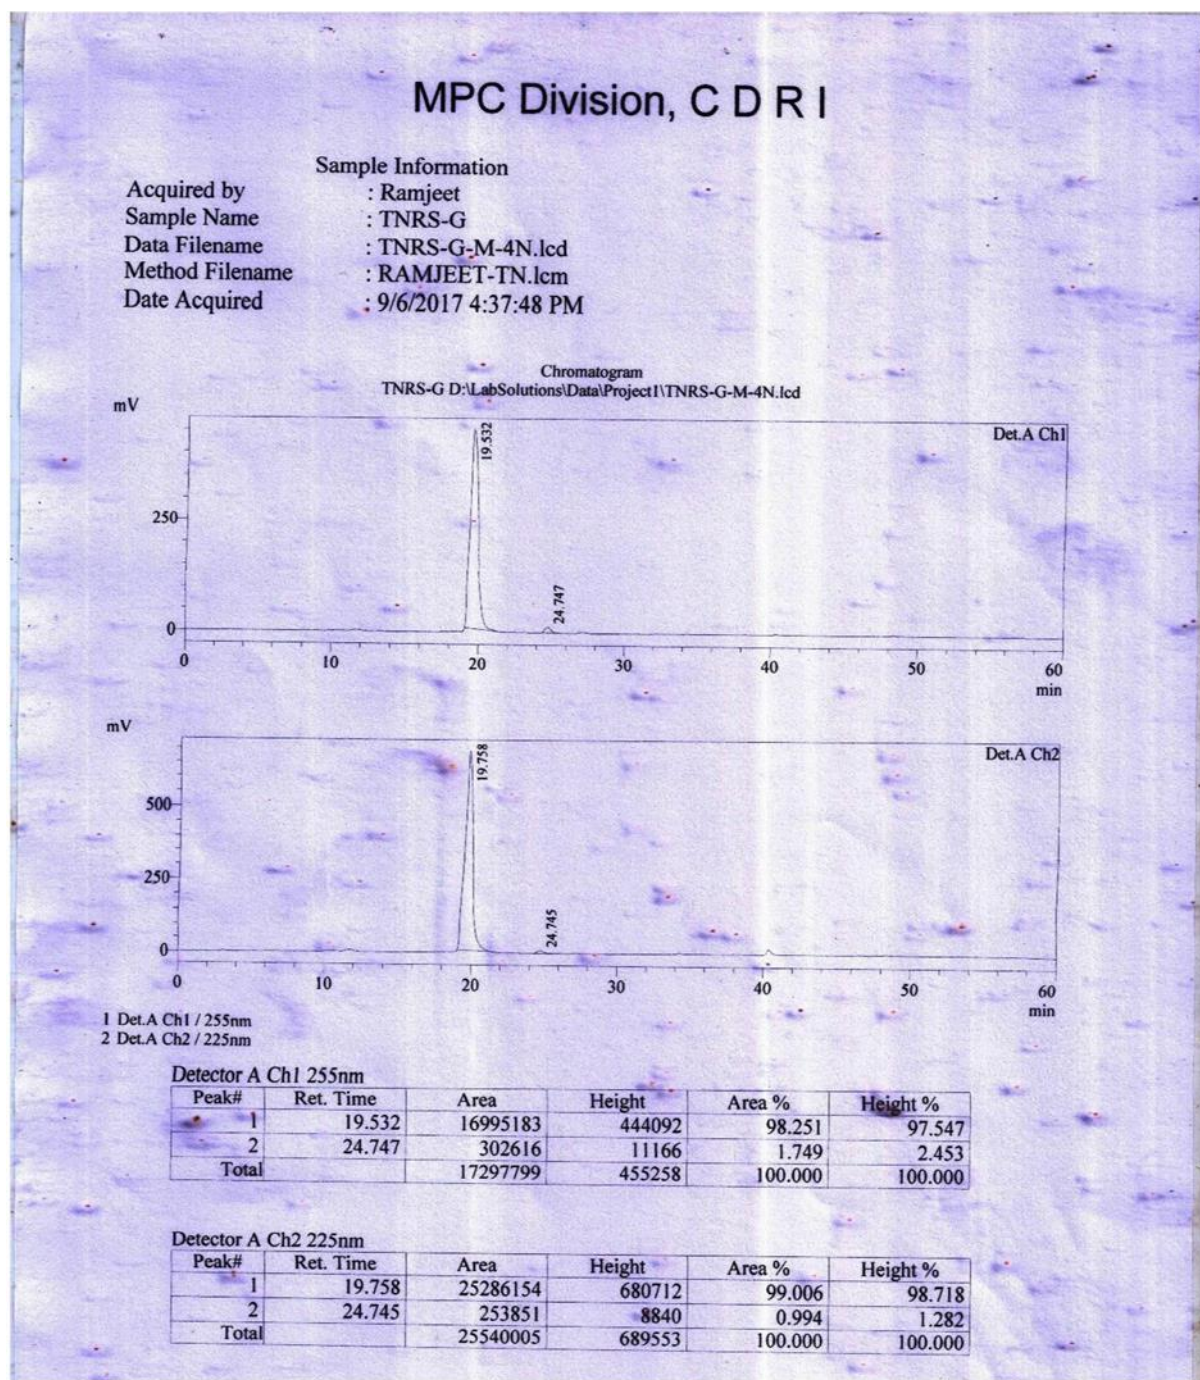 MPC Division, C D R I
Sample Information
Acquired by : Ramjeet
Sample Name : TNRS-G
Data Filename : TNRS-G-M-4N.lcd
Method Filename : RAMJEET-TN.lcm
Date Acquired : 9/6/2017 4:37:48 PM
Chromatogram
TNRS-G D:\LabSolutions\Data\Project1\TNRS-G-M-4N.lcd
mV
Det.A Ch1
19.532
250
24.747
0
0 10 20 30 40 50 60
min
mV
Det.A Ch2
19.758
500
250
24.745
0
0 10 20 30 40 50 60
min
1 Det.A Ch1 / 255nm
2 Det.A Ch2 / 225nm
Detector A Ch1 255nm
Peak# Ret. Time Area Height Area % Height %
1 19.532 16995183 444092 98.251 97.547
2 24.747 302616 11166 1.749 2.453
Total 17297799 455258 100.000 100.000
Detector A Ch2 225nm
Peak# Ret. Time Area Height Area % Height %
1 19.758 25286154 680712 99.006 98.718
2 24.745 253851 8840 0.994 1.282
Total 25540005 689553 100.000 100.000